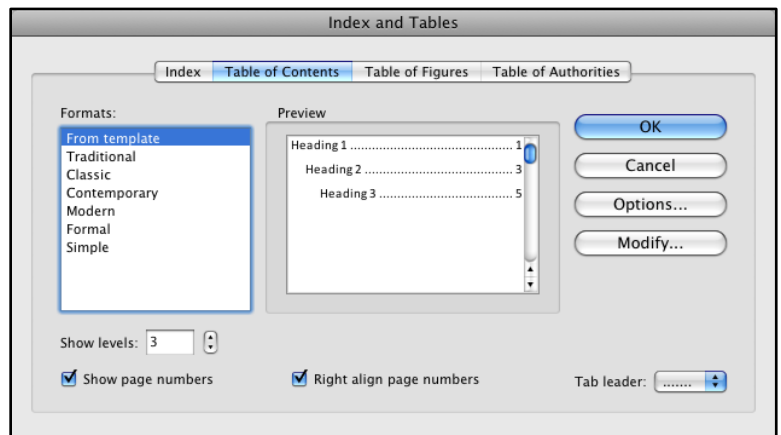 Index and Tables
Index Table of Contents Table of Figures Table of Authorities
Formats:
From template
Traditional
Classic
Contemporary
Modern
Formal
Simple
Preview
Heading 1 ................................................ 1
Heading 2 ............................................ 3
Heading 3 ........................................ 5
OK
Cancel
Options...
Modify...
Show levels: 3
Show page numbers
Right align page numbers
Tab leader: .......